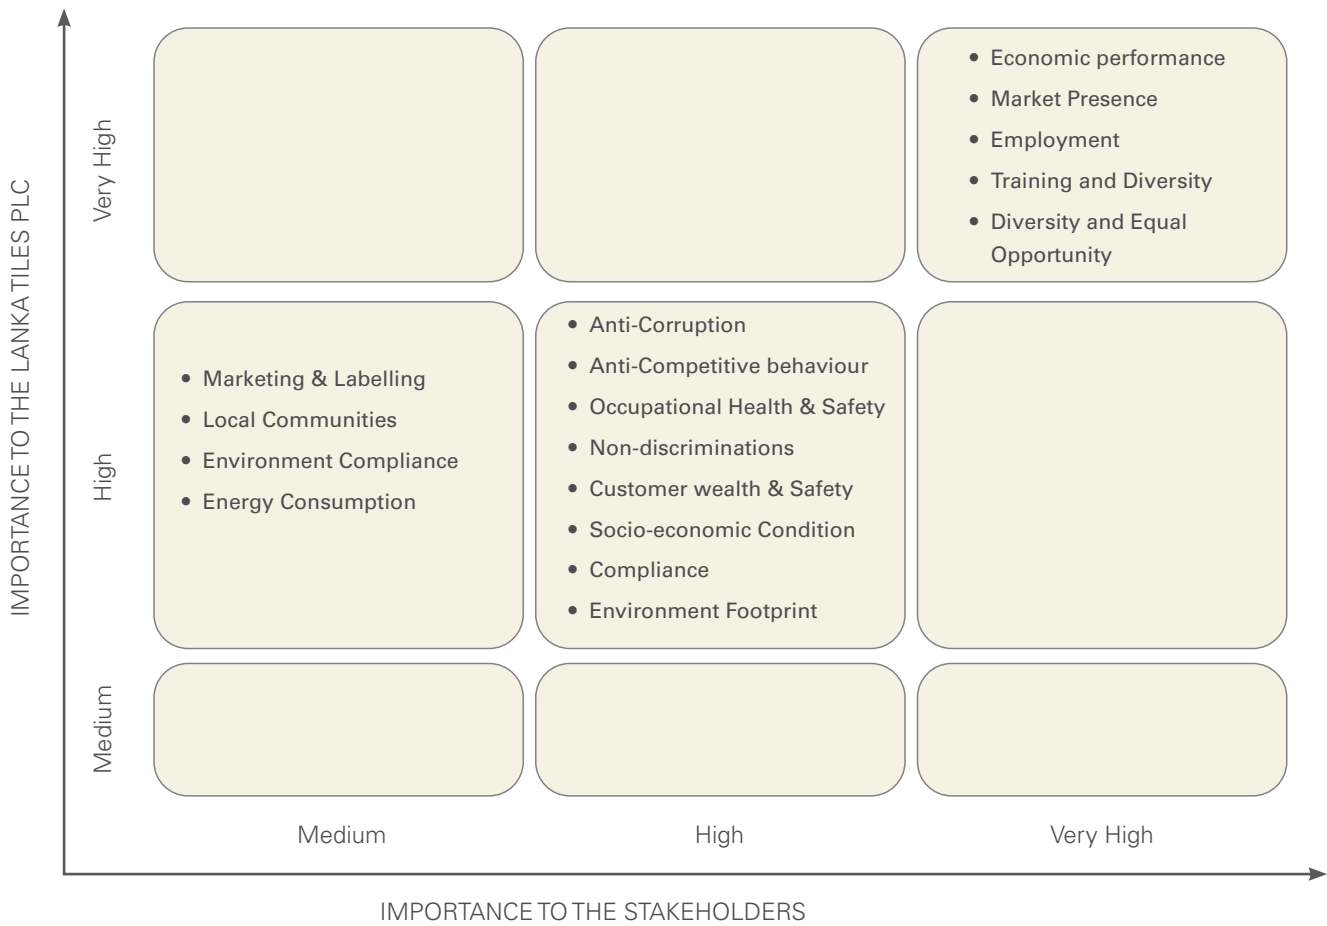 IMPORTANCE TO THE LANKA TILES PLC
Very High
• Economic performance
• Market Presence
• Employment
• Training and Diversity
• Diversity and Equal
Opportunity
High
• Marketing & Labelling
• Local Communities
• Environment Compliance
• Energy Consumption
• Anti-Corruption
• Anti-Competitive behaviour
• Occupational Health & Safety
• Non-discriminations
• Customer wealth & Safety
• Socio-economic Condition
• Compliance
• Environment Footprint
Medium
Medium
High
Very High
IMPORTANCE TO THE STAKEHOLDERS